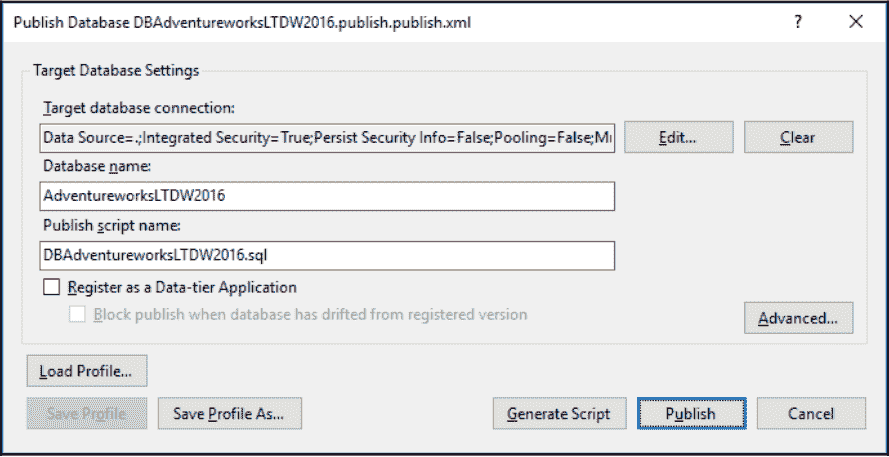 Publish Database DBAdventureworksLTDW2016.publish.publish.xml
Target Database Settings
Target database connection:
Data Source=.;Integrated Security=True;Persist Security Info=False;Pooling=False;Mu Edit... Clear
Database name:
AdventureworksLTDW2016
Publish script name:
DBAdventureworksLTDW2016.sql
Register as a Data-tier Application
Block publish when database has drifted from registered version
Advanced...
Load Profile...
Save Profile Save Profile As... Generate Script Publish Cancel